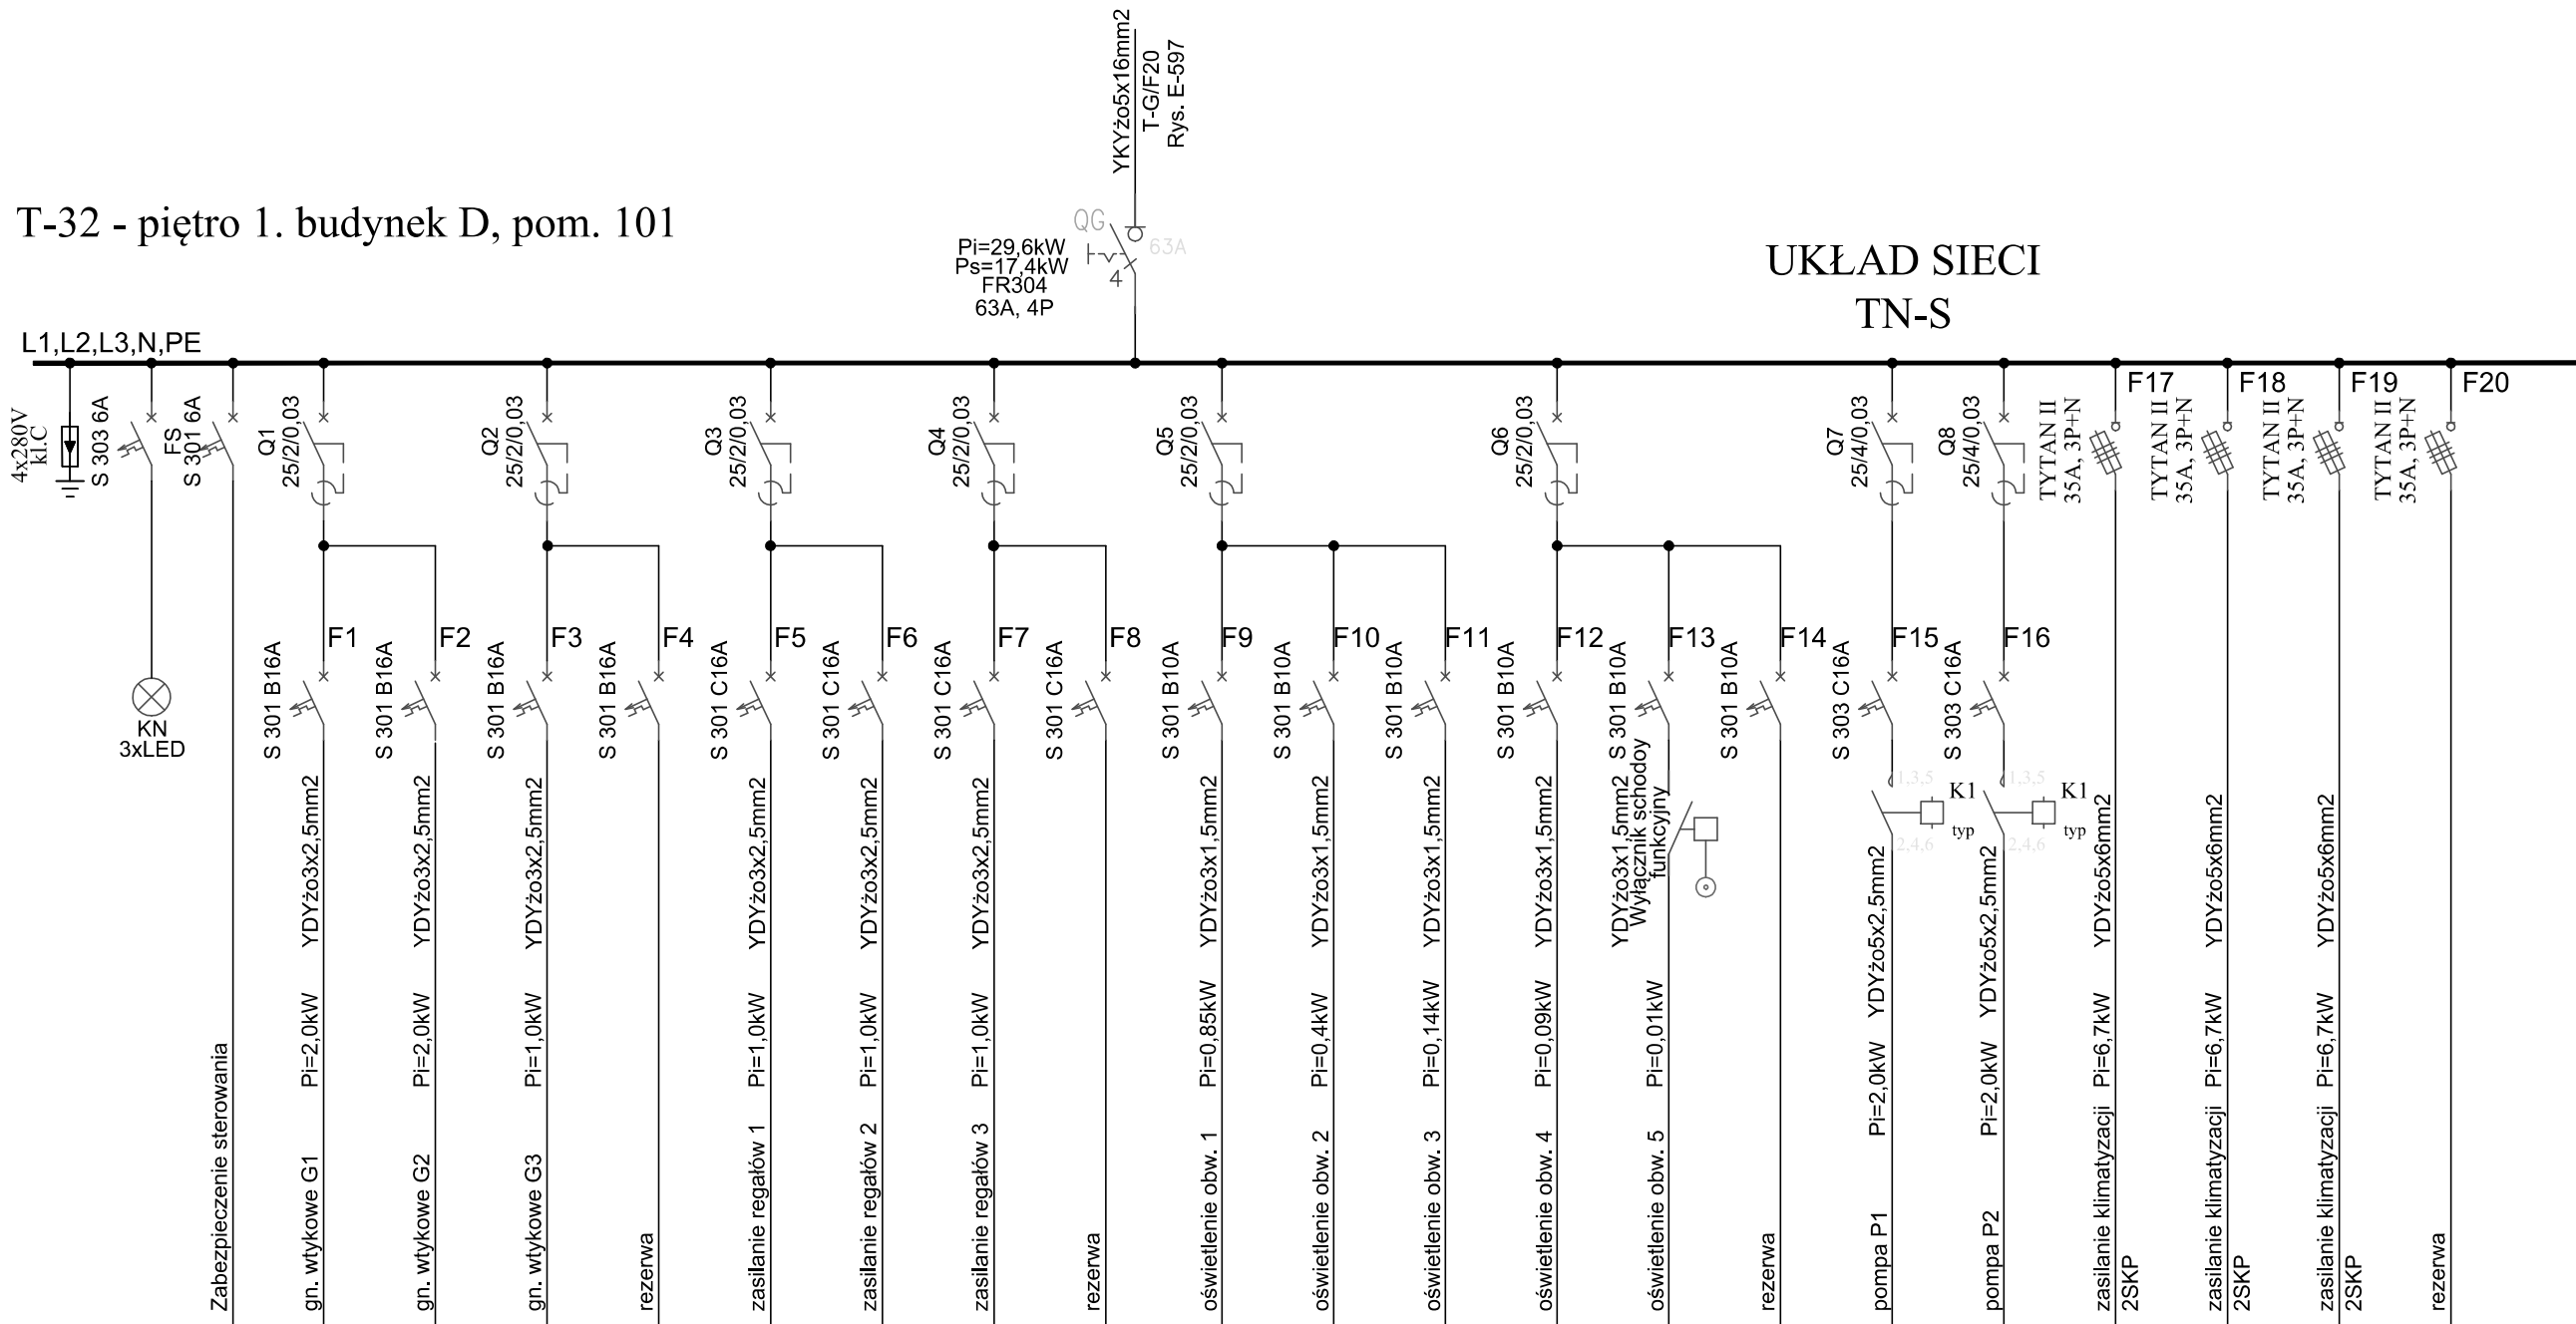 YKYżo5x16mm2
T-G/F20
Rys. E-597
T-32 - piętro 1. budynek D, pom. 101
QG
63A
Pi=29,6kW
Ps=17,4kW
FR304
63A, 4P
4
UKŁAD SIECI
TN-S
L1,L2,L3,N,PE
4x280V
kl.C
S 303 6A
FS
S 301 6A
Q1
25/2/0,03
Q2
25/2/0,03
Q3
25/2/0,03
Q4
25/2/0,03
Q5
25/2/0,03
Q6
25/2/0,03
Q7
25/4/0,03
Q8
25/4/0,03
F17
TYTAN II
35A, 3P+N
F18
TYTAN II
35A, 3P+N
F19
TYTAN II
35A, 3P+N
F20
TYTAN II
35A, 3P+N
KN
3xLED
F1
S 301 B16A
F2
S 301 B16A
F3
S 301 B16A
F4
S 301 B16A
F5
S 301 C16A
F6
S 301 C16A
F7
S 301 C16A
F8
S 301 C16A
F9
S 301 B10A
F10
S 301 B10A
F11
S 301 B10A
F12
S 301 B10A
F13
S 301 B10A
F14
S 301 B10A
F15
S 303 C16A
F16
S 303 C16A
1,3,5
K1
typ
2,4,6
1,3,5
K1
typ
2,4,6
Wyłącznik schodoy
funkcyjny
Zabezpieczenie sterowania
gn. wtykowe G1 Pi=2,0kW YDYżo3x2,5mm2
gn. wtykowe G2 Pi=2,0kW YDYżo3x2,5mm2
gn. wtykowe G3 Pi=1,0kW YDYżo3x2,5mm2
rezerwa
zasilanie regałów 1 Pi=1,0kW YDYżo3x2,5mm2
zasilanie regałów 2 Pi=1,0kW YDYżo3x2,5mm2
zasilanie regałów 3 Pi=1,0kW YDYżo3x2,5mm2
rezerwa
oświetlenie obw. 1 Pi=0,85kW YDYżo3x1,5mm2
oświetlenie obw. 2 Pi=0,4kW YDYżo3x1,5mm2
oświetlenie obw. 3 Pi=0,14kW YDYżo3x1,5mm2
oświetlenie obw. 4 Pi=0,09kW YDYżo3x1,5mm2
oświetlenie obw. 5 Pi=0,01kW YDYżo3x1,5mm2
rezerwa
pompa P1 Pi=2,0kW YDYżo5x2,5mm2
pompa P2 Pi=2,0kW YDYżo5x2,5mm2
zasilanie klimatyzacji Pi=6,7kW YDYżo5x6mm2
2SKP
zasilanie klimatyzacji Pi=6,7kW YDYżo5x6mm2
2SKP
zasilanie klimatyzacji Pi=6,7kW YDYżo5x6mm2
2SKP
rezerwa